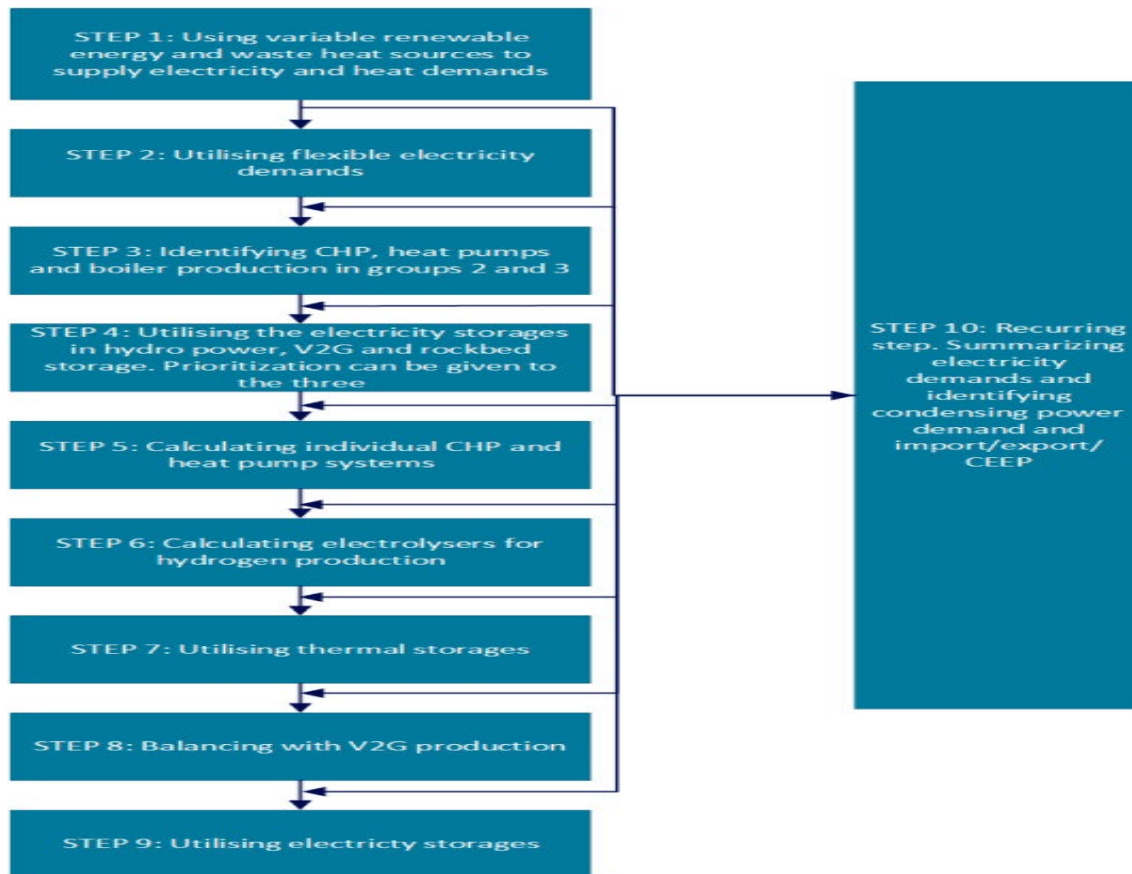 STEP 1: Using variable renewable
energy and waste heat sources to
supply electricity and heat demands
STEP 2: Utilising flexible electricity
demands
STEP 3: Identifying CHP, heat pumps
and boiler production in groups 2 and 3
STEP 4: Utilising the electricity storages
in hydro power, V2G and rockbed
storage. Prioritization can be given to
the three
STEP 5: Calculating individual CHP and
heat pump systems
STEP 6: Calculating electrolysers for
hydrogen production
STEP 7: Utilising thermal storages
STEP 8: Balancing with V2G production
STEP 9: Utilising electricty storages
STEP 10: Recurring
step. Summarizing
electricity
demands and
identifying
condensing power
demand and
import/export/
CEEP